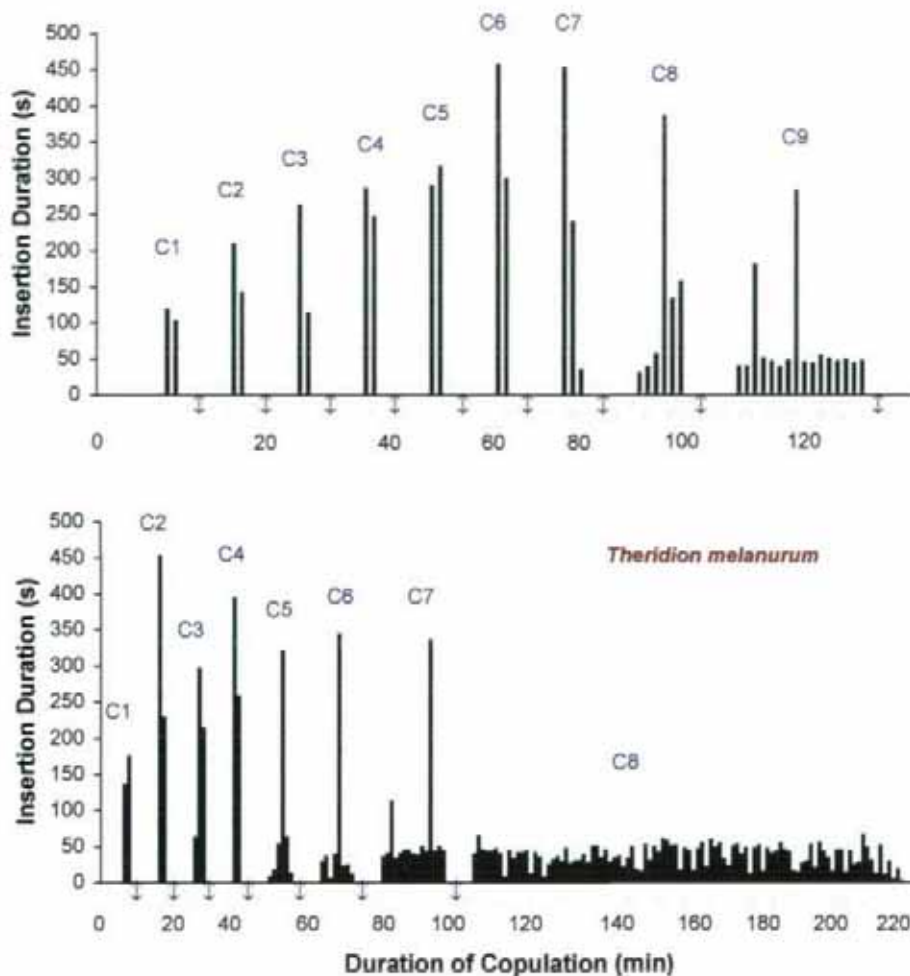 500
C6
C7
450
C8
400
C5
350
C9
C4
300
C3
C2
250
200
C1
150
100
50
0
Insertion Duration (s)
0 20 40 60 80 100 120
500
C2
Theridion melanurum
450
C4
400
C5
C6
C7
350
C3
300
250
C1
200
C8
150
100
50
0
Insertion Duration (s)
0 20 40 60 80 100 120 140 160 180 200 220
Duration of Copulation (min)